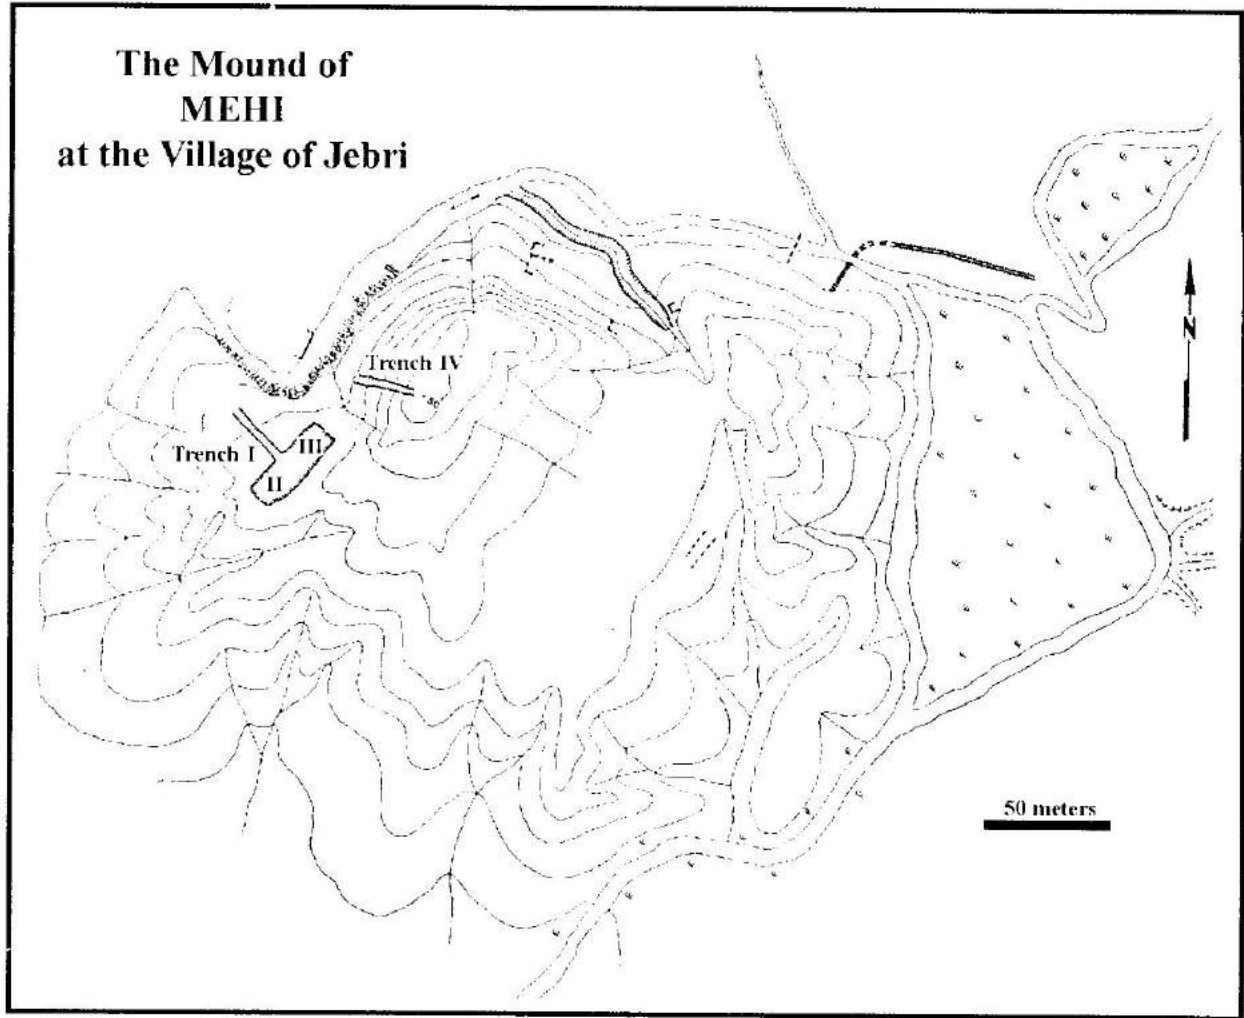 The Mound of
MEHI
at the Village of Jebri
N
Trench IV
Trench I
III
II
50 meters